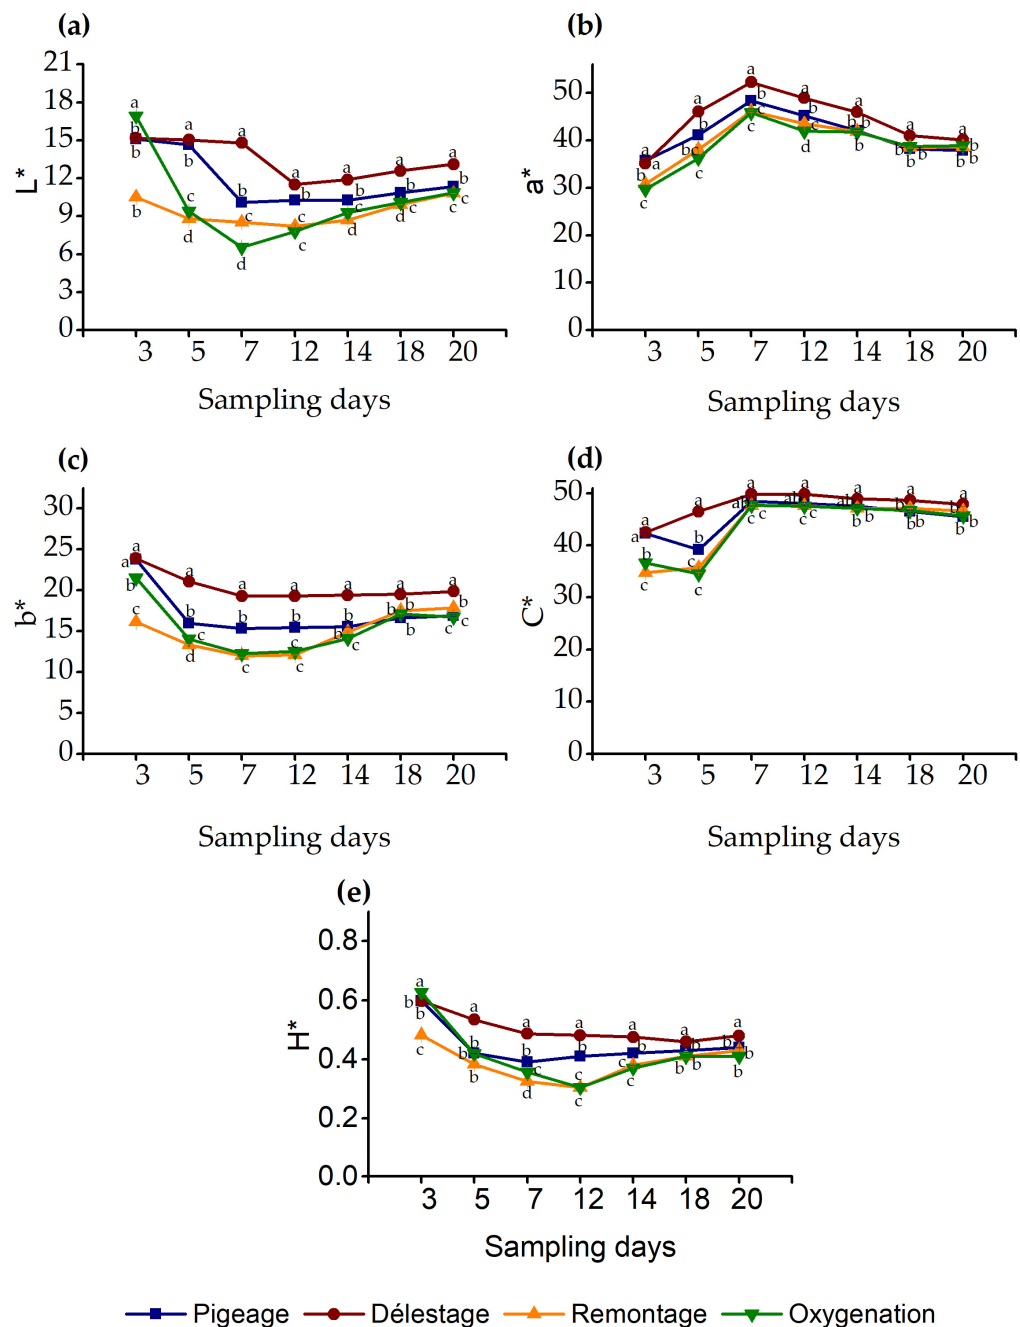 (a)
(b)
L*
21
18
15
12
9
6
3
0
a b b
a b c d
a b c d
a b c c
a b c d
a b c d
a b c c
3 5 7 12 14 18 20
Sampling days
a*
50
40
30
20
10
0
a a b c
a b bc c
a b c c
a b c d
a b b b
a b b b
a b b b
3 5 7 12 14 18 20
Sampling days
(c)
(d)
b*
30
25
20
15
10
5
0
a a b c
a b c d
a b c
a b c c
a b c c
a b b b
a b c c
3 5 7 12 14 18 20
Sampling days
C*
50
40
30
20
10
0
a a b c
a b c
a ab c c
a ab c c
a ab b b
a b b b
a b b b
3 5 7 12 14 18 20
Sampling days
(e)
H*
0.8
0.6
0.4
0.2
0.0
a b b c
a b b b
a b c d
a b c c
a b c c
a b b b
a b b b
3 5 7 12 14 18 20
Sampling days
Pigeage Délestage Remontage Oxygenation